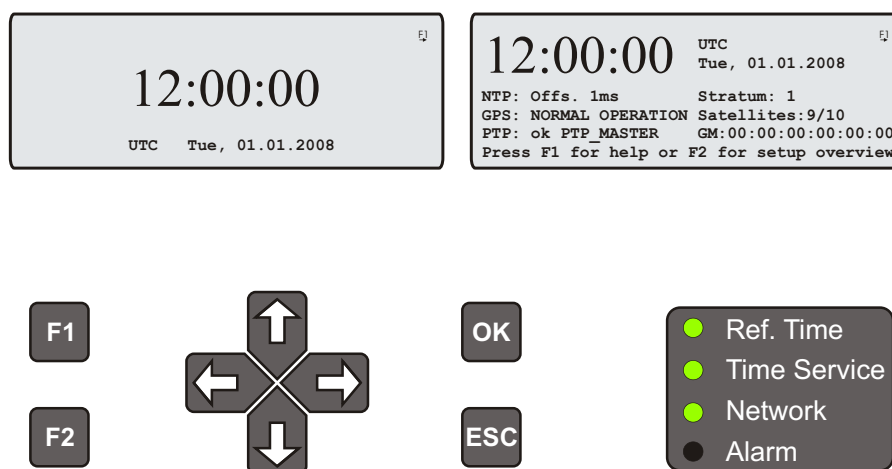 F1
12:00:00
UTC Tue, 01.01.2008
F1
12:00:00
UTC
Tue, 01.01.2008
NTP: Offs. 1ms Stratum: 1
GPS: NORMAL OPERATION Satellites:9/10
PTP: ok PTP_MASTER GM:00:00:00:00:00:00
Press F1 for help or F2 for setup overview
F1
OK
F2
ESC
Ref. Time
Time Service
Network
Alarm